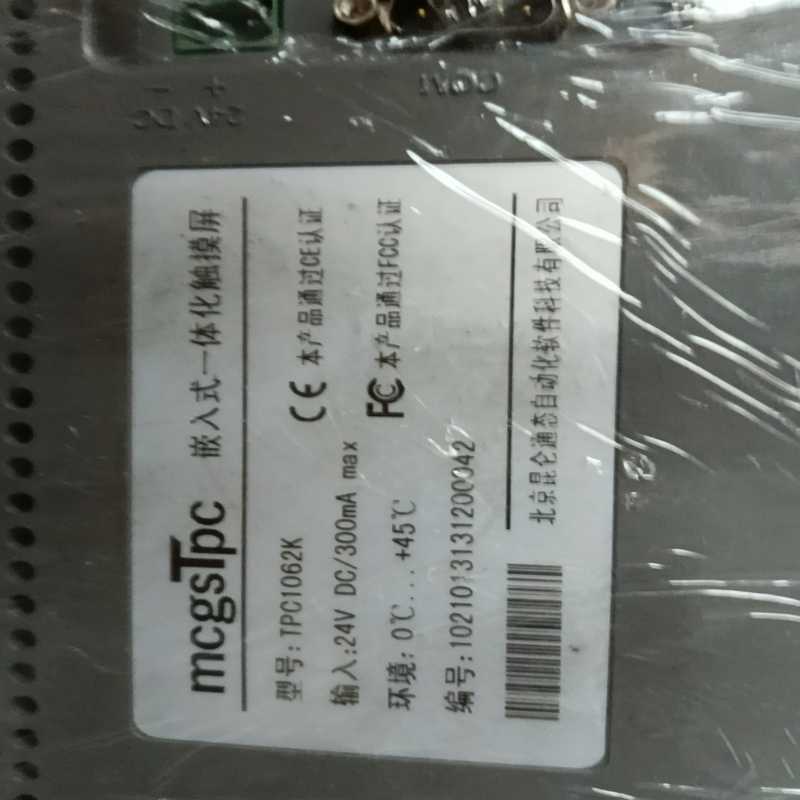 mcgsTpc 嵌入式一体化触摸屏
型号:TPC1062K
输入:24V DC/300mA max
CE 本产品通过CE认证
环境: 0℃...+45℃
FC 本产品通过FCC认证
编号:1021013131200042
北京昆仑通态自动化软件科技有限公司
- +
24V DC
COM